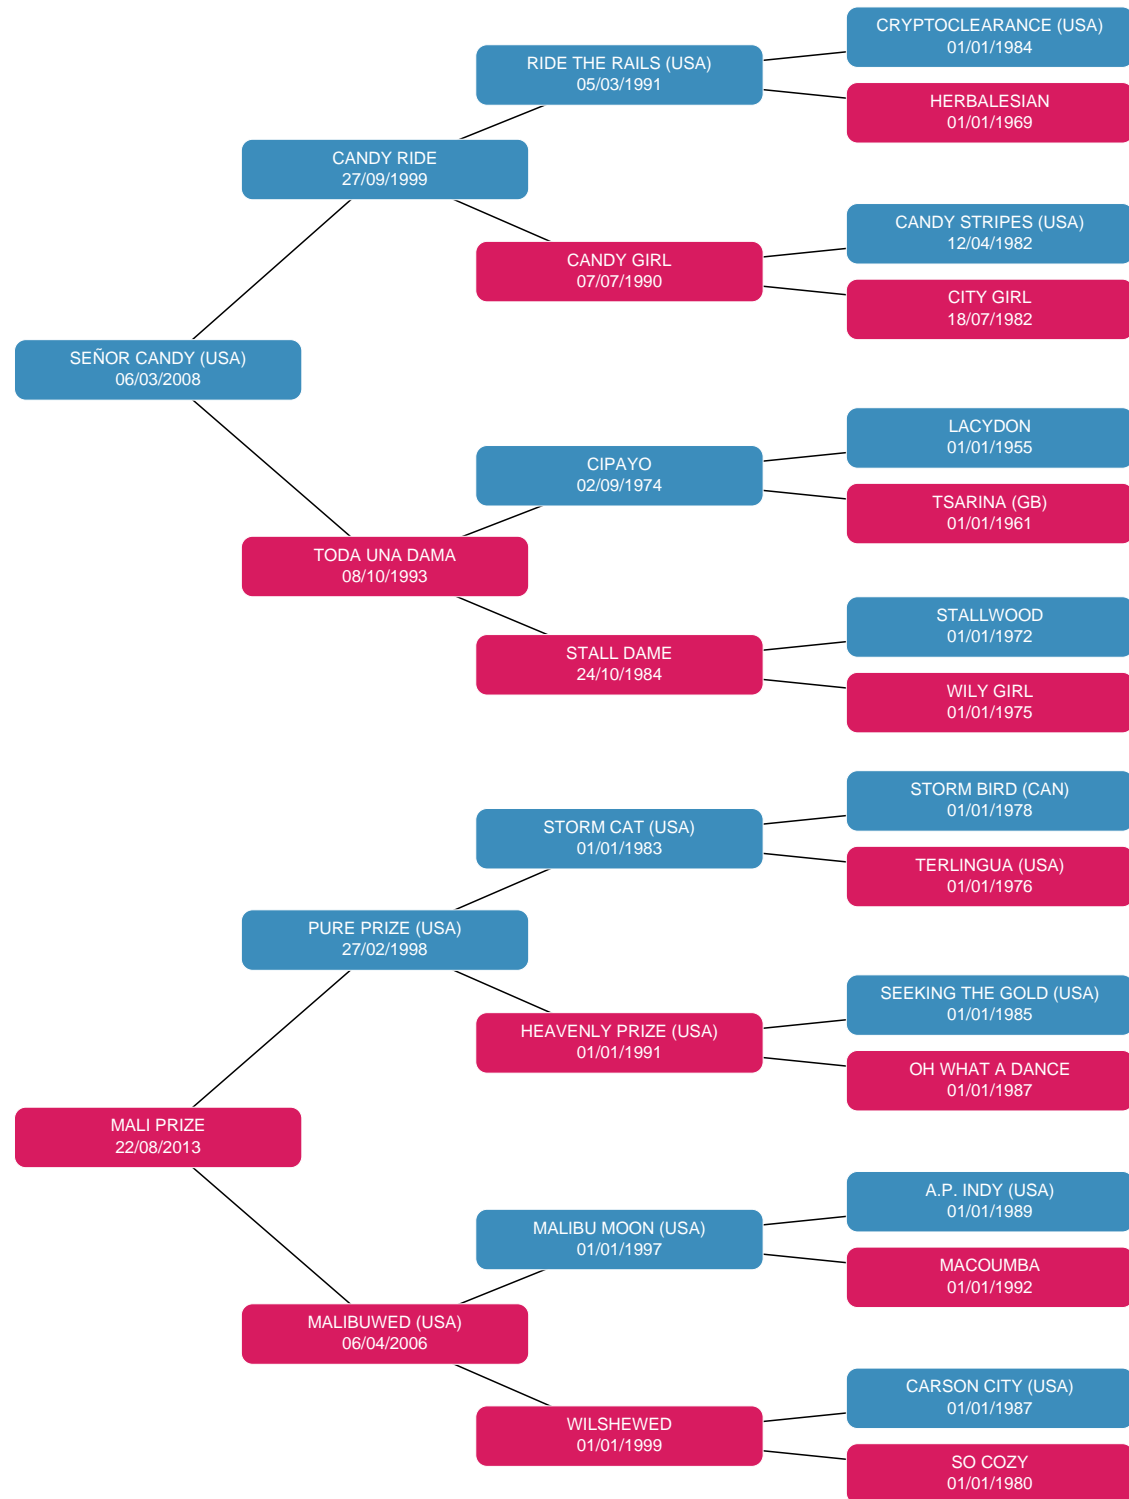 CRYPTOCLEARANCE (USA)
01/01/1984
RIDE THE RAILS (USA)
05/03/1991
HERBALESIAN
01/01/1969
CANDY RIDE
27/09/1999
CANDY STRIPES (USA)
12/04/1982
CANDY GIRL
07/07/1990
CITY GIRL
18/07/1982
SEÑOR CANDY (USA)
06/03/2008
LACYDON
01/01/1955
CIPAYO
02/09/1974
TSARINA (GB)
01/01/1961
TODA UNA DAMA
08/10/1993
STALLWOOD
01/01/1972
STALL DAME
24/10/1984
WILY GIRL
01/01/1975
STORM BIRD (CAN)
01/01/1978
STORM CAT (USA)
01/01/1983
TERLINGUA (USA)
01/01/1976
PURE PRIZE (USA)
27/02/1998
SEEKING THE GOLD (USA)
01/01/1985
HEAVENLY PRIZE (USA)
01/01/1991
OH WHAT A DANCE
01/01/1987
MALI PRIZE
22/08/2013
A.P. INDY (USA)
01/01/1989
MALIBU MOON (USA)
01/01/1997
MACOUMBA
01/01/1992
MALIBUWED (USA)
06/04/2006
CARSON CITY (USA)
01/01/1987
WILSHEWED
01/01/1999
SO COZY
01/01/1980